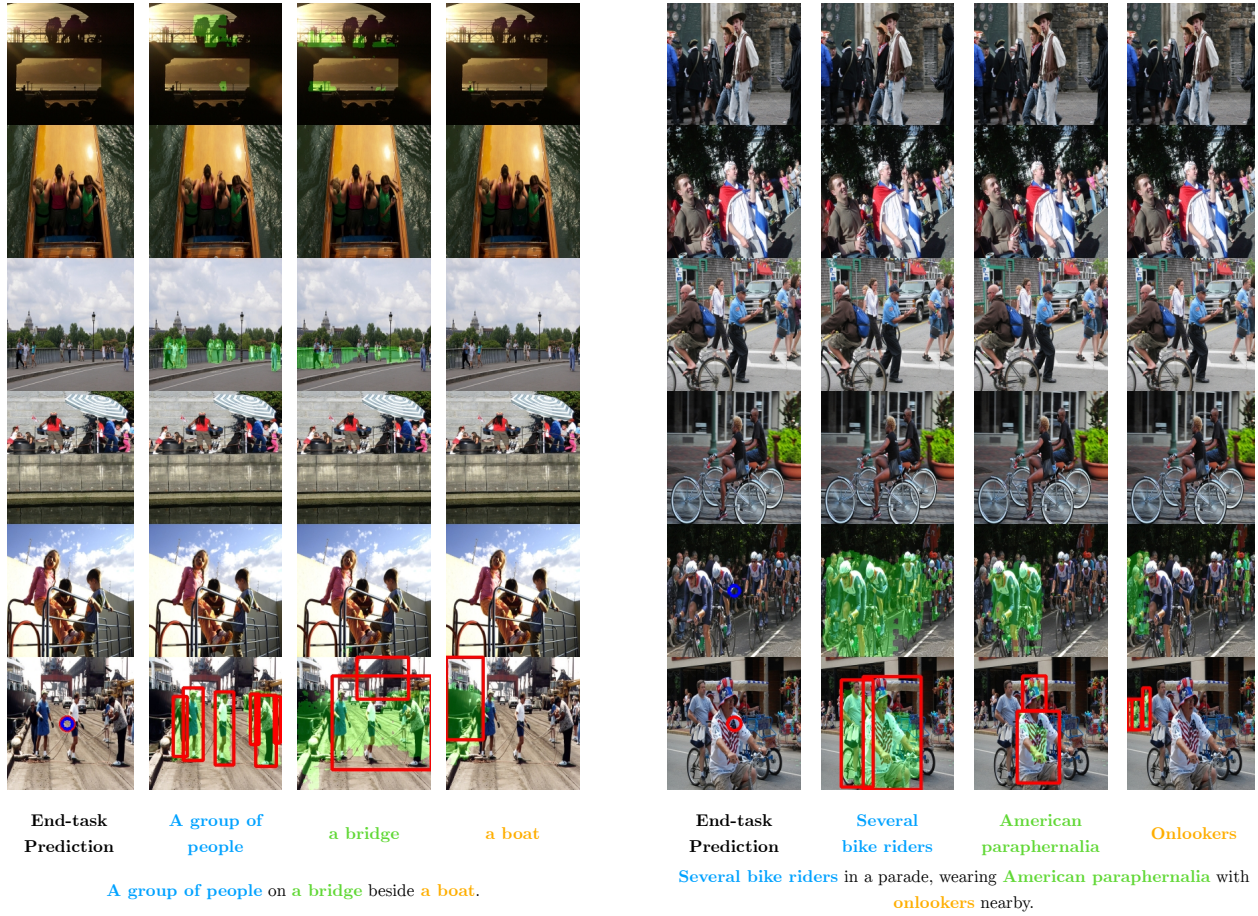 End-task
Prediction
A group of
people
a bridge
a boat
A group of people on a bridge beside a boat.
End-task
Prediction
Several
bike riders
American
paraphernalia
Onlookers
Several bike riders in a parade, wearing American paraphernalia with
onlookers nearby.